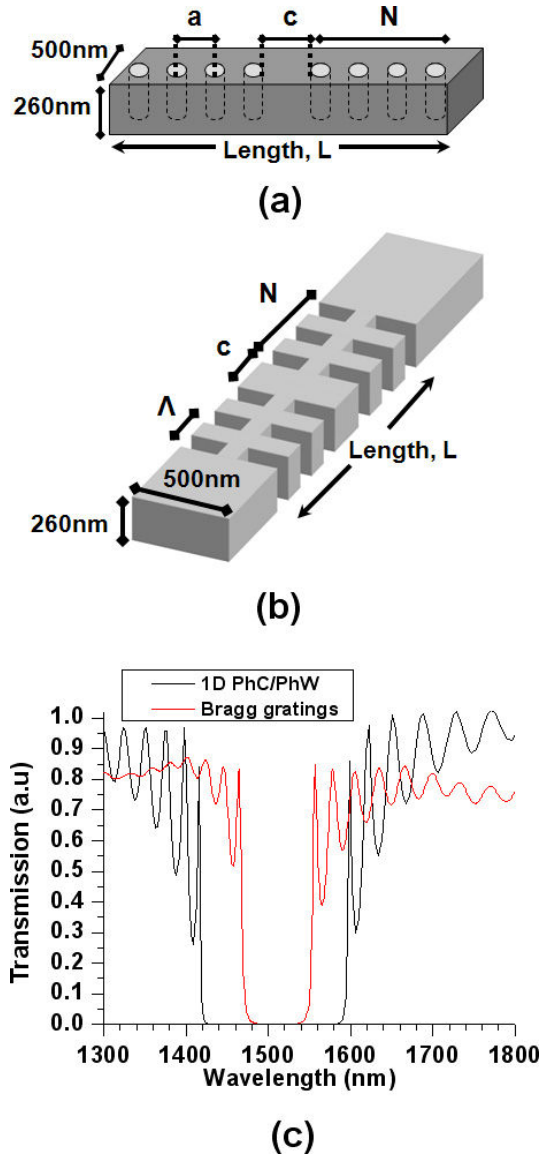 a c N
500nm
260nm
Length, L
(a)
N
c
Λ
500nm
Length, L
260nm
(b)
1D PhC/PhW
Bragg gratings
1.0
0.9
0.8
0.7
0.6
0.5
0.4
0.3
0.2
0.1
0.0
Transmission (a.u)
1300 1400 1500 1600 1700 1800
Wavelength (nm)
(c)